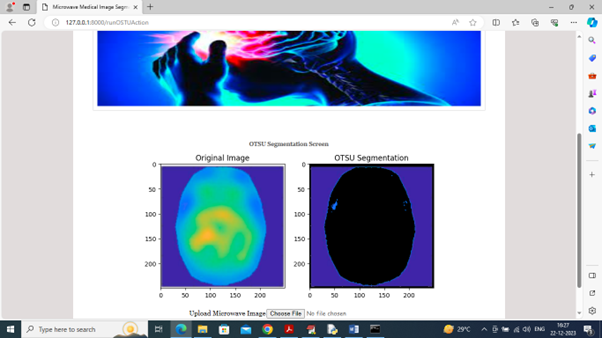 Microwave Medical Image Segm
127.0.0.1:8000/runOSTUAction
OTSU Segmentation Screen
Original Image
OTSU Segmentation
0
50
100
150
200
0 50 100 150 200
0
50
100
150
200
0 50 100 150 200
Upload Microwave Image Choose File No file chosen
Type here to search
29°C
ENG
10:27
22-12-2023